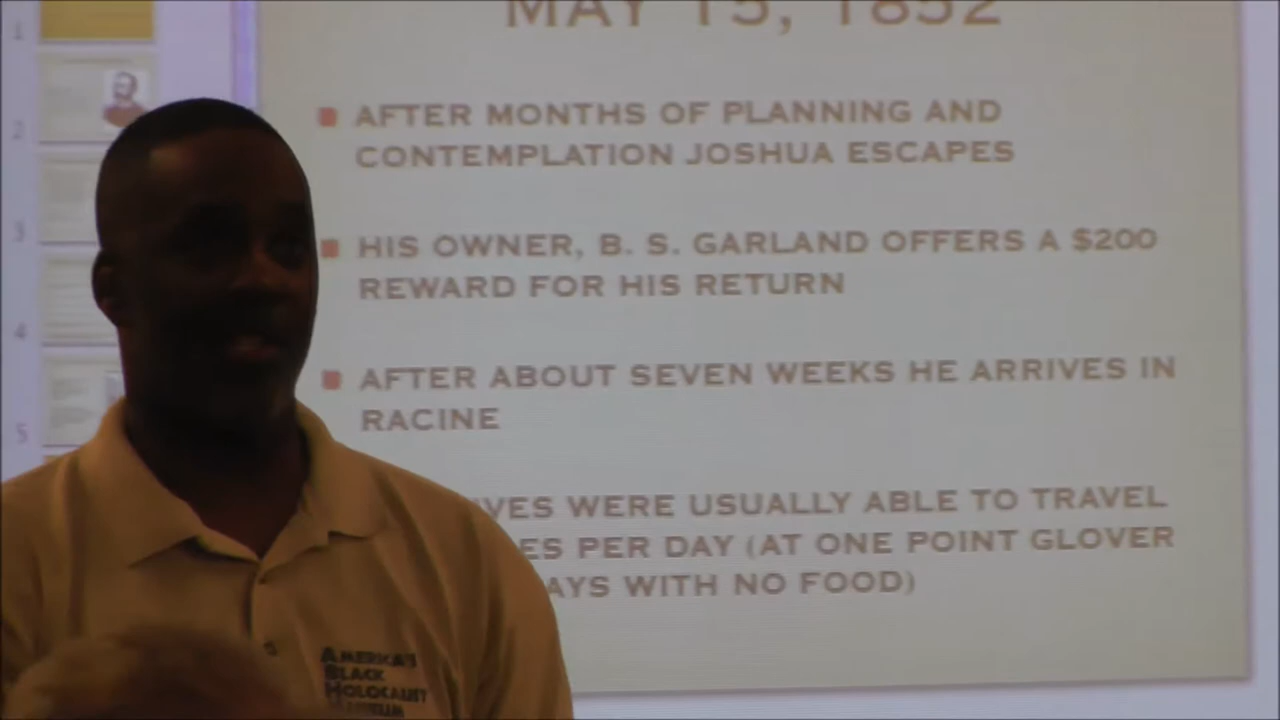 MAY 15, 1852
AFTER MONTHS OF PLANNING AND
CONTEMPLATION JOSHUA ESCAPES
HIS OWNER, B. S. GARLAND OFFERS A $200
REWARD FOR HIS RETURN
AFTER ABOUT SEVEN WEEKS HE ARRIVES IN
RACINE
IVES WERE USUALLY ABLE TO TRAVEL
ES PER DAY (AT ONE POINT GLOVER
AYS WITH NO FOOD)
1
2
3
4
5
AMERICA'S
BLACK
HOLOCAUST
MUSEUM